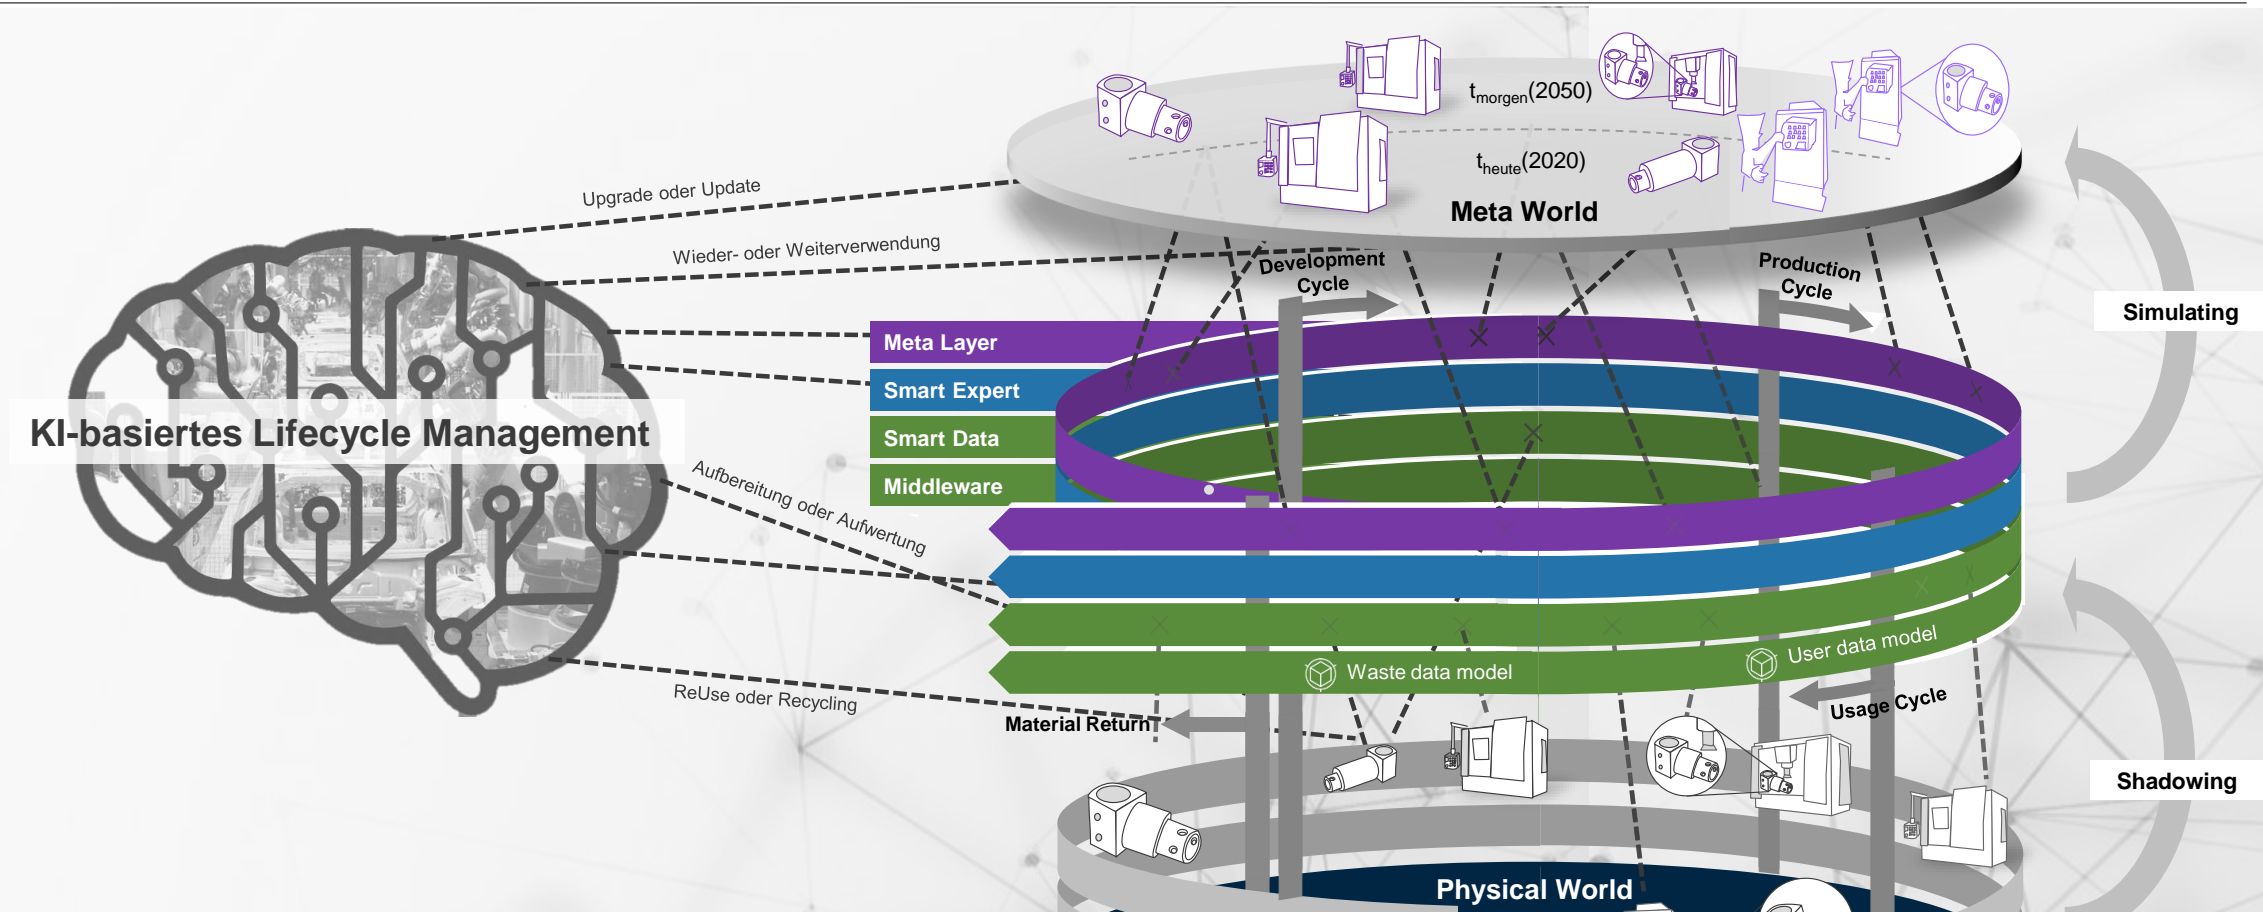 t_morgen(2050)
t_heute(2020)
Meta World
Upgrade oder Update
Wieder- oder Weiterverwendung
Development
Cycle
Production
Cycle
Simulating
Meta Layer
Smart Expert
Smart Data
Middleware
KI-basiertes Lifecycle Management
Aufbereitung oder Aufwertung
User data model
Waste data model
ReUse oder Recycling
Material Return
Usage Cycle
Shadowing
Physical World